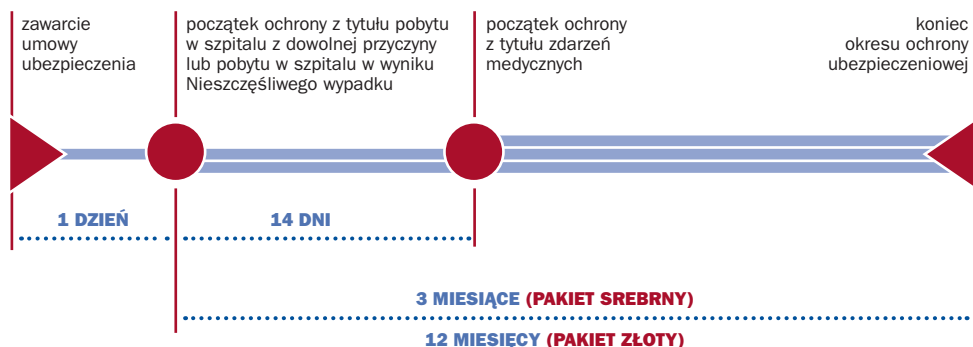 zawarcie
umowy
ubezpieczenia
początek ochrony z tytułu pobytu
w szpitalu z dowolnej przyczyny
lub pobytu w szpitalu w wyniku
Nieszczęśliwego wypadku
początek ochrony
z tytułu zdarzeń
medycznych
koniec
okresu ochrony
ubezpieczeniowej
1 DZIEŃ
14 DNI
3 MIESIĄCE (PAKIET SREBRNY)
12 MIESIĘCY (PAKIET ZŁOTY)